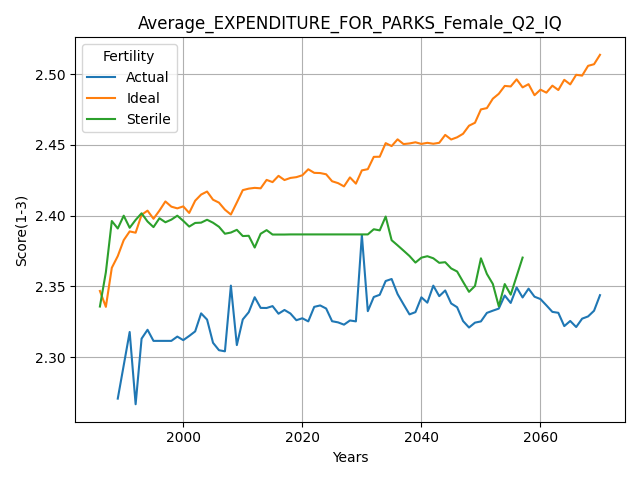 Average_EXPENDITURE_FOR_PARKS_Female_Q2_IQ
Fertility
Actual
Ideal
Sterile
Score(1-3)
2.50
2.45
2.40
2.35
2.30
2000 2020 2040 2060
Years